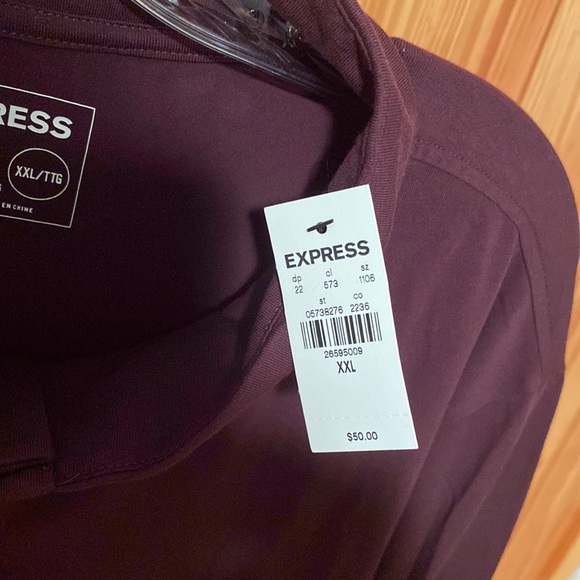 RESS
XXL/TTG
EN CHINE
EXPRESS
dp cl sz
22 573 1106
st co
05738276 2236
26595009
XXL
$50.00